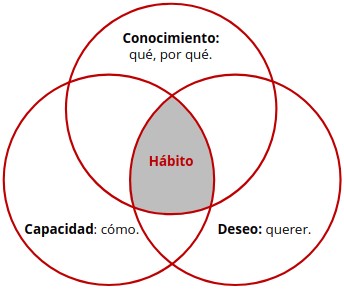 Conocimiento:
qué, por qué.
Hábito
Capacidad: cómo.
Deseo: querer.